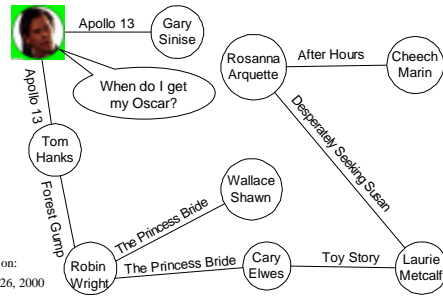 Apollo 13
Gary
Sinise
When do I get
my Oscar?
Apollo 13
Rosanna
Arquette
After Hours
Cheech
Marin
Desperately Seeking Susan
Tom
Hanks
Forest Gump
Wallace
Shawn
The Princess Bride
on:
26, 2000
Robin
Wright
The Princess Bride
Cary
Elwes
Toy Story
Laurie
Metcalf